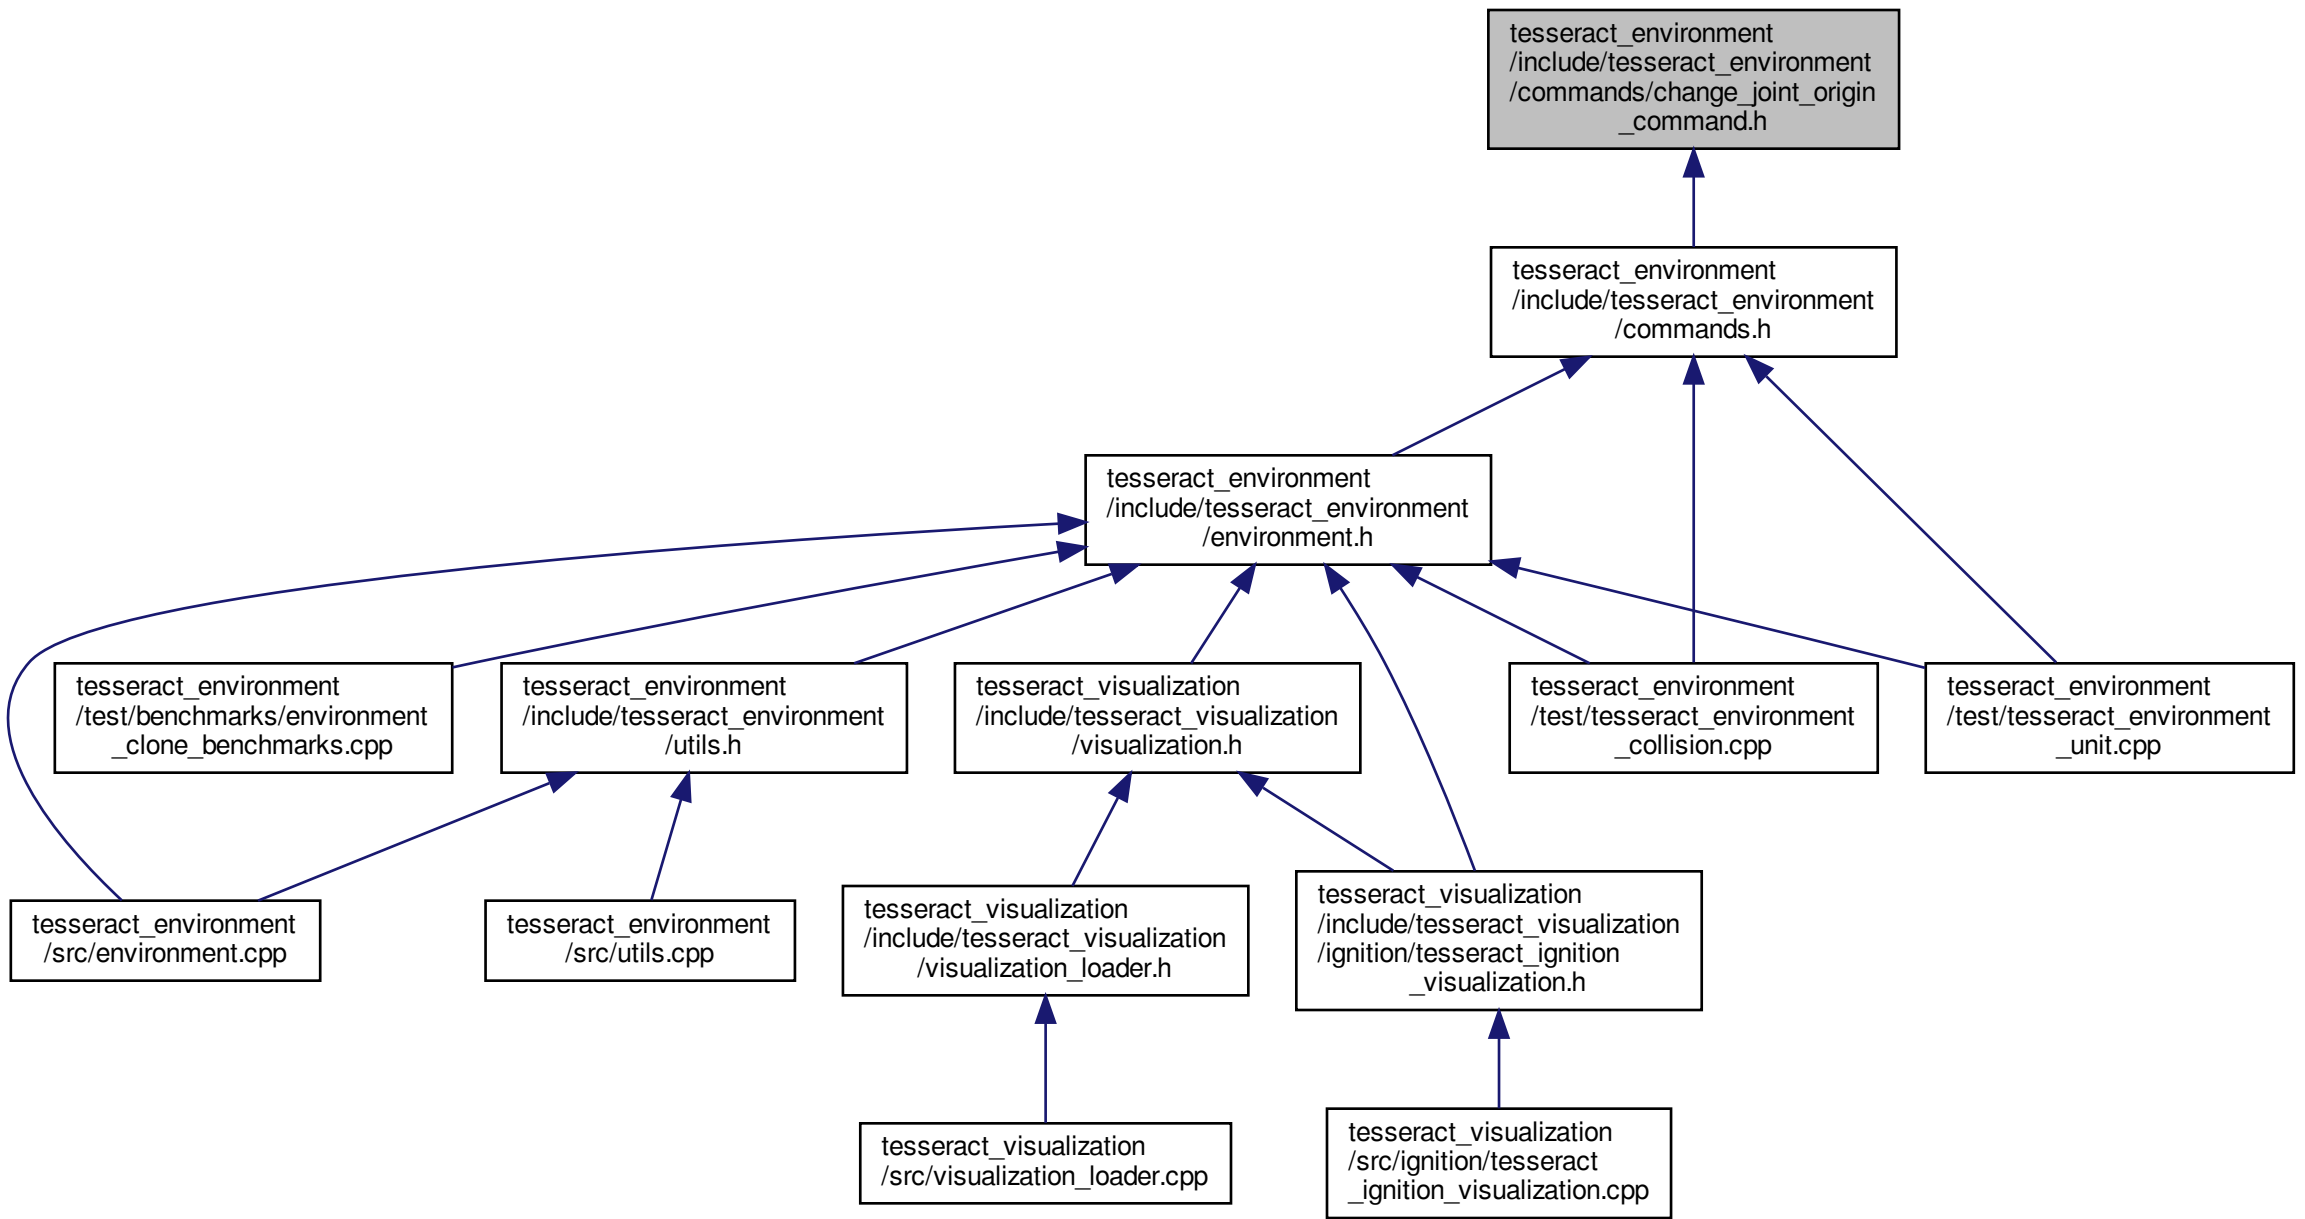 tesseract_environment
/include/tesseract_environment
/commands/change_joint_origin
_command.h
tesseract_environment
/include/tesseract_environment
/commands.h
tesseract_environment
/include/tesseract_environment
/environment.h
tesseract_environment
/test/benchmarks/environment
_clone_benchmarks.cpp
tesseract_environment
/include/tesseract_environment
/utils.h
tesseract_visualization
/include/tesseract_visualization
/visualization.h
tesseract_environment
/test/tesseract_environment
_collision.cpp
tesseract_environment
/test/tesseract_environment
_unit.cpp
tesseract_environment
/src/environment.cpp
tesseract_environment
/src/utils.cpp
tesseract_visualization
/include/tesseract_visualization
/visualization_loader.h
tesseract_visualization
/include/tesseract_visualization
/ignition/tesseract_ignition
_visualization.h
tesseract_visualization
/src/visualization_loader.cpp
tesseract_visualization
/src/ignition/tesseract
_ignition_visualization.cpp